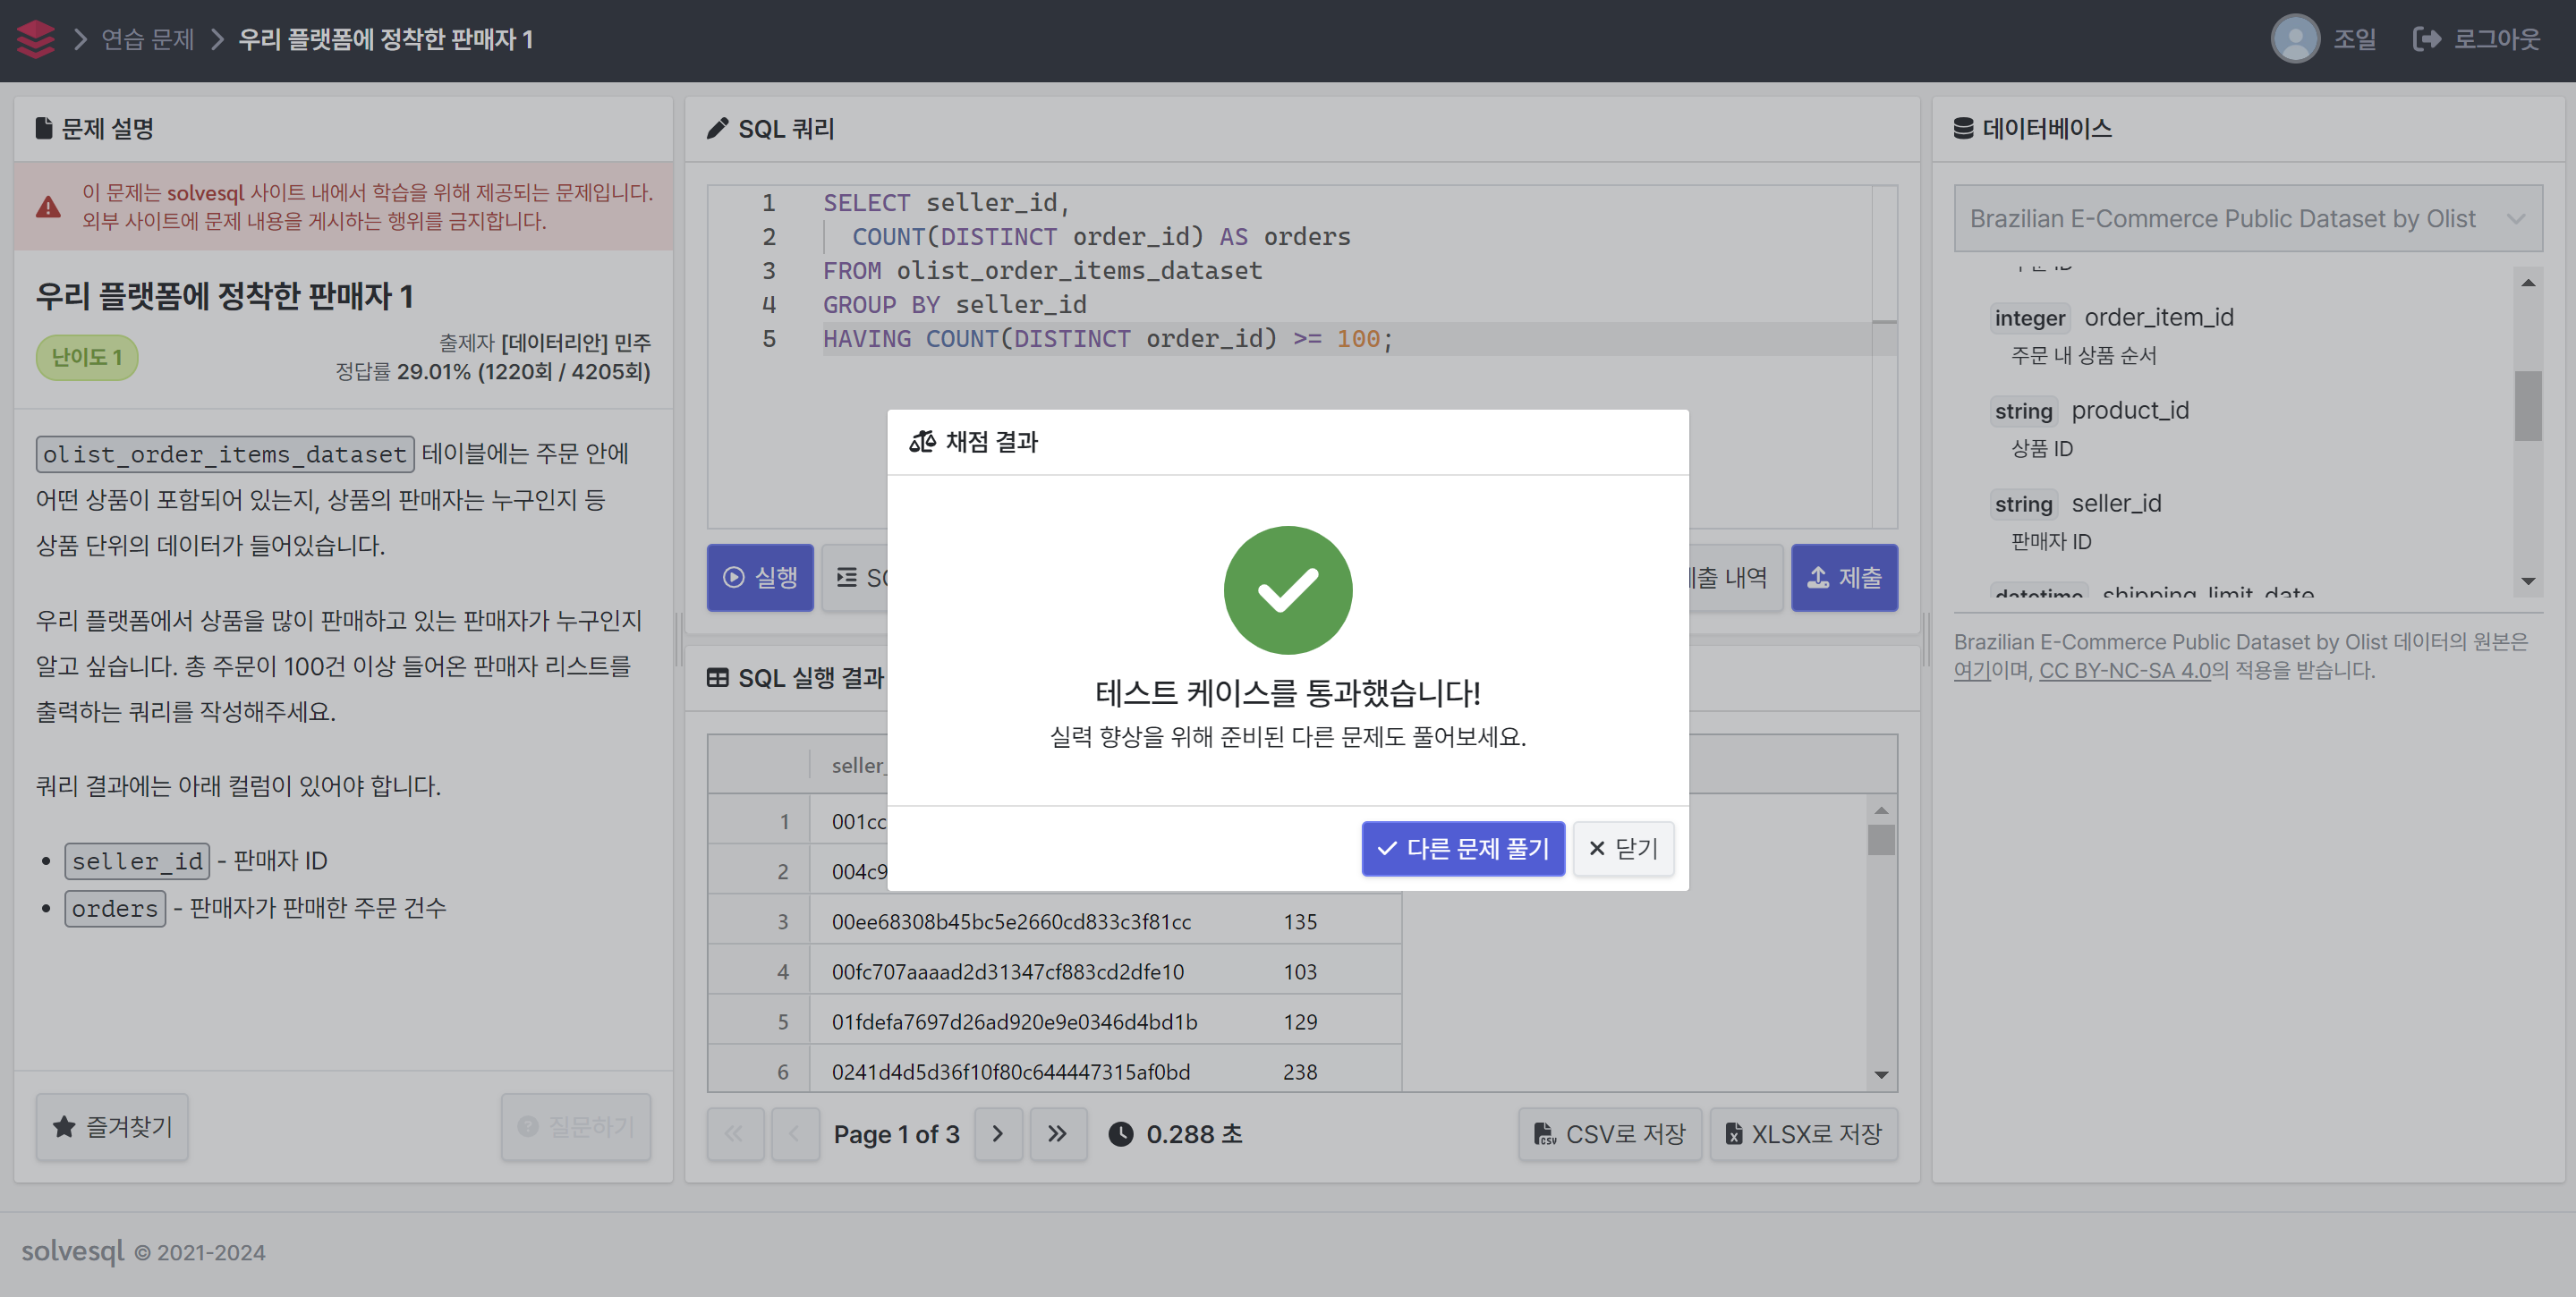 연습 문제
우리 플랫폼에 정착한 판매자 1
조일
로그아웃
문제 설명
이 문제는 solvesql 사이트 내에서 학습을 위해 제공되는 문제입니다.
외부 사이트에 문제 내용을 게시하는 행위를 금지합니다.
우리 플랫폼에 정착한 판매자 1
난이도 1
출제자 [데이터리안] 민주
정답률 29.01% (1220회 / 4205회)
olist_order_items_dataset 테이블에는 주문 안에
어떤 상품이 포함되어 있는지, 상품의 판매자는 누구인지 등
상품 단위의 데이터가 들어있습니다.
우리 플랫폼에서 상품을 많이 판매하고 있는 판매자가 누구인지
알고 싶습니다. 총 주문이 100건 이상 들어온 판매자 리스트를
출력하는 쿼리를 작성해주세요.
쿼리 결과에는 아래 컬럼이 있어야 합니다.
• seller_id - 판매자 ID
• orders - 판매자가 판매한 주문 건수
즐겨찾기
질문하기
SQL 쿼리
1 SELECT seller_id,
2 COUNT(DISTINCT order_id) AS orders
3 FROM olist_order_items_dataset
4 GROUP BY seller_id
5 HAVING COUNT(DISTINCT order_id) >= 100;
실행
제출 내역
제출
채점 결과
테스트 케이스를 통과했습니다!
실력 향상을 위해 준비된 다른 문제도 풀어보세요.
다른 문제 풀기
닫기
SQL 실행 결과
seller_
1 001cc
2 004c9
3 00ee68308b45bc5e2660cd833c3f81cc 135
4 00fc707aaaad2d31347cf883cd2dfe10 103
5 01fdefa7697d26ad920e9e0346d4bd1b 129
6 0241d4d5d36f10f80c644447315af0bd 238
Page 1 of 3
0.288 초
CSV로 저장
XLSX로 저장
데이터베이스
Brazilian E-Commerce Public Dataset by Olist
주문 ID
integer order_item_id
주문 내 상품 순서
string product_id
상품 ID
string seller_id
판매자 ID
datetime shipping_limit_date
Brazilian E-Commerce Public Dataset by Olist 데이터의 원본은
여기이며, CC BY-NC-SA 4.0의 적용을 받습니다.
solvesql © 2021-2024